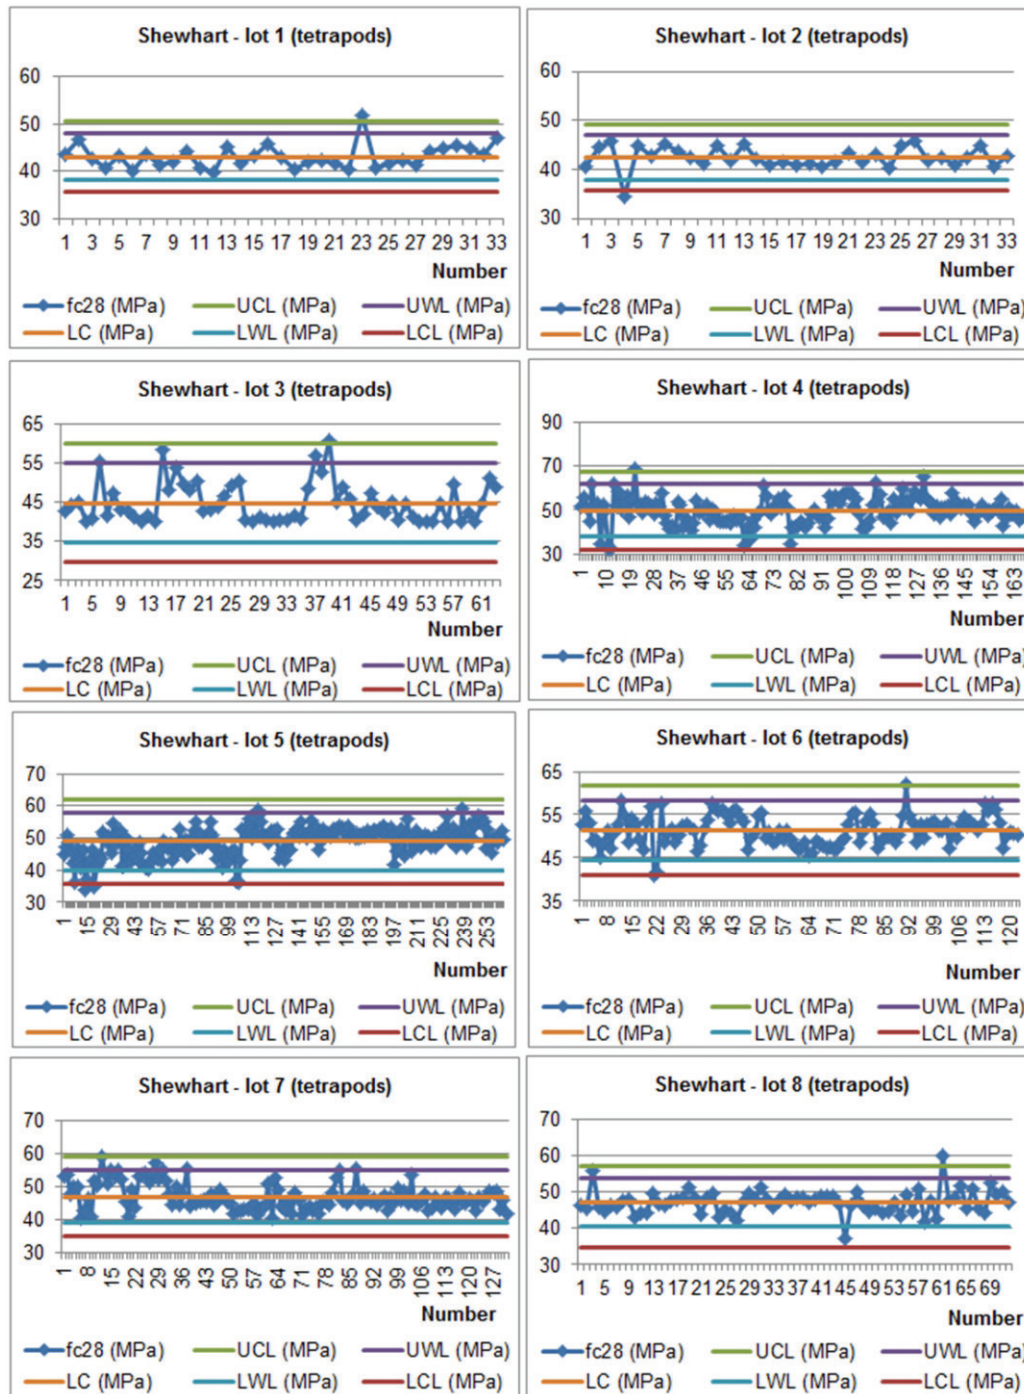 Shewhart - lot 1 (tetrapods)
60
50
40
30
1 3 5 7 9 11 13 15 17 19 21 23 25 27 29 31 33
Number
fc28 (MPa) UCL (MPa) UWL (MPa)
LC (MPa) LWL (MPa) LCL (MPa)
Shewhart - lot 2 (tetrapods)
60
50
40
30
1 3 5 7 9 11 13 15 17 19 21 23 25 27 29 31 33
Number
fc28 (MPa) UCL (MPa) UWL (MPa)
LC (MPa) LWL (MPa) LCL (MPa)
Shewhart - lot 3 (tetrapods)
65
55
45
35
25
1 5 9 13 17 21 25 29 33 37 41 45 49 53 57 61
Number
fc28 (MPa) UCL (MPa) UWL (MPa)
LC (MPa) LWL (MPa) LCL (MPa)
Shewhart - lot 4 (tetrapods)
90
70
50
30
1 10 19 28 37 46 55 64 73 82 91 100 109 118 127 136 145 154 163
Number
fc28 (MPa) UCL (MPa) UWL (MPa)
LC (MPa) LWL (MPa) LCL (MPa)
Shewhart - lot 5 (tetrapods)
70
60
50
40
30
1 15 29 43 57 71 85 99 113 127 141 155 169 183 197 211 225 239 253
Number
fc28 (MPa) UCL (MPa) UWL (MPa)
LC (MPa) LWL (MPa) LCL (MPa)
Shewhart - lot 6 (tetrapods)
65
55
45
35
1 8 15 22 29 36 43 50 57 64 71 78 85 92 99 106 113 120
Number
fc28 (MPa) UCL (MPa) UWL (MPa)
LC (MPa) LWL (MPa) LCL (MPa)
Shewhart - lot 7 (tetrapods)
70
60
50
40
30
1 8 15 22 29 36 43 50 57 64 71 78 85 92 99 106 113 120 127
Number
fc28 (MPa) UCL (MPa) UWL (MPa)
LC (MPa) LWL (MPa) LCL (MPa)
Shewhart - lot 8 (tetrapods)
70
60
50
40
30
1 5 9 13 17 21 25 29 33 37 41 45 49 53 57 61 65 69
Number
fc28 (MPa) UCL (MPa) UWL (MPa)
LC (MPa) LWL (MPa) LCL (MPa)